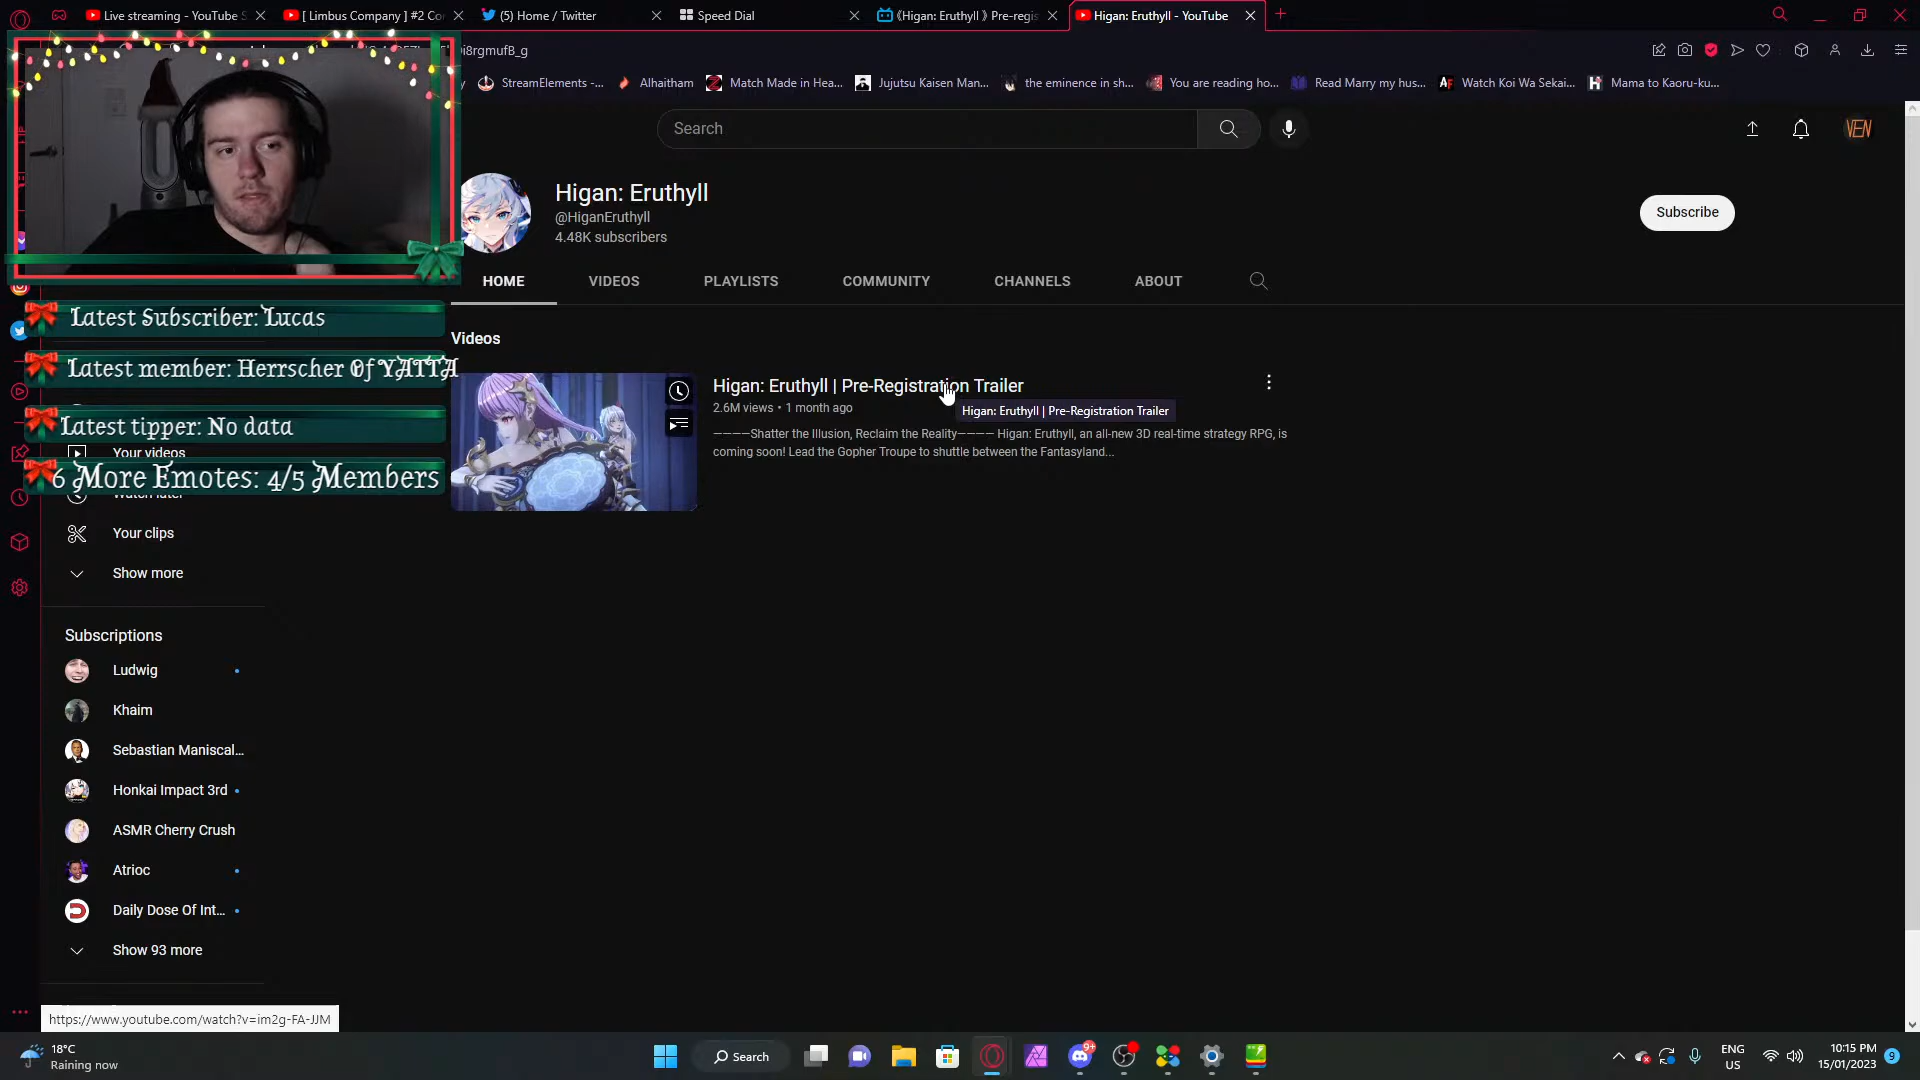 Live streaming - YouTube S
[ Limbus Company ] #2 Co
(5) Home / Twitter
Speed Dial
《Higan: Eruthyll 》 Pre-regis
Higan: Eruthyll - YouTube
i8rgmufB_g
StreamElements -...
Alhaitham
Match Made in Hea...
Jujutsu Kaisen Man...
the eminence in sh...
You are reading ho...
Read Marry my hus...
Watch Koi Wa Sekai...
Mama to Kaoru-ku...
Search
VEN
Higan: Eruthyll
@HiganEruthyll
4.48K subscribers
Subscribe
HOME
VIDEOS
PLAYLISTS
COMMUNITY
CHANNELS
ABOUT
Latest Subscriber: Lucas
Latest member: Herrscher Of YATTA
Latest tipper: No data
6 More Emotes: 4/5 Members
Videos
Higan: Eruthyll | Pre-Registration Trailer
2.6M views • 1 month ago
Higan: Eruthyll | Pre-Registration Trailer
————Shatter the Illusion, Reclaim the Reality———— Higan: Eruthyll, an all-new 3D real-time strategy RPG, is
coming soon! Lead the Gopher Troupe to shuttle between the Fantasyland...
Your videos
Watch later
Your clips
Show more
Subscriptions
Ludwig
Khaim
Sebastian Maniscal...
Honkai Impact 3rd
ASMR Cherry Crush
Atrioc
Daily Dose Of Int...
Show 93 more
https://www.youtube.com/watch?v=im2g-FA-JJM
18°C
Raining now
Search
9+
ENG
US
10:15 PM
15/01/2023
9